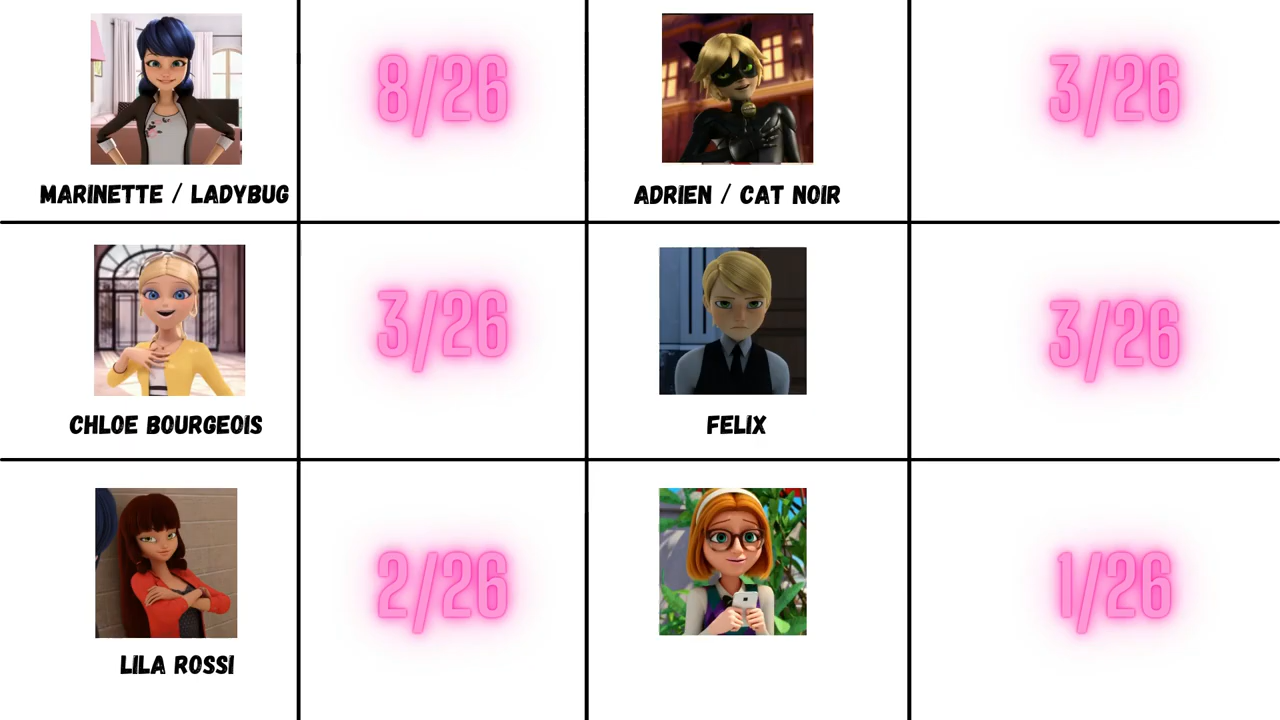 8/26
3/26
MARINETTE / LADYBUG
ADRIEN / CAT NOIR
3/26
3/26
CHLOE BOURGEOIS
FELIX
2/26
1/26
LILA ROSSI